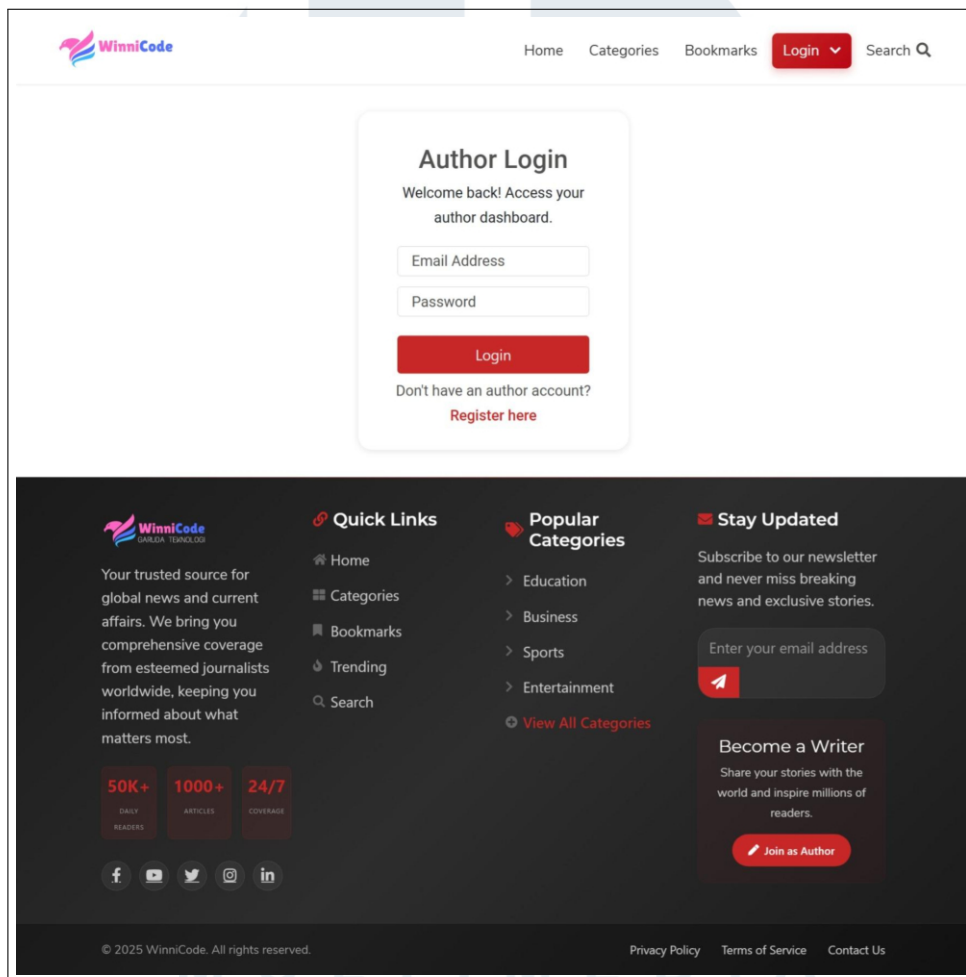 WinniCode
Home Categories Bookmarks Login Search
Author Login
Welcome back! Access your
author dashboard.
Email Address
Password
Login
Don't have an author account?
Register here
WinniCode
GARUDA TEKNOLOGI
Your trusted source for
global news and current
affairs. We bring you
comprehensive coverage
from esteemed journalists
worldwide, keeping you
informed about what
matters most.
50K+
DAILY
READERS
1000+
ARTICLES
24/7
COVERAGE
Quick Links
Home
Categories
Bookmarks
Trending
Search
Popular
Categories
Education
Business
Sports
Entertainment
View All Categories
Stay Updated
Subscribe to our newsletter
and never miss breaking
news and exclusive stories.
Enter your email address
Become a Writer
Share your stories with the
world and inspire millions of
readers.
Join as Author
© 2025 WinniCode. All rights reserved.
Privacy Policy Terms of Service Contact Us